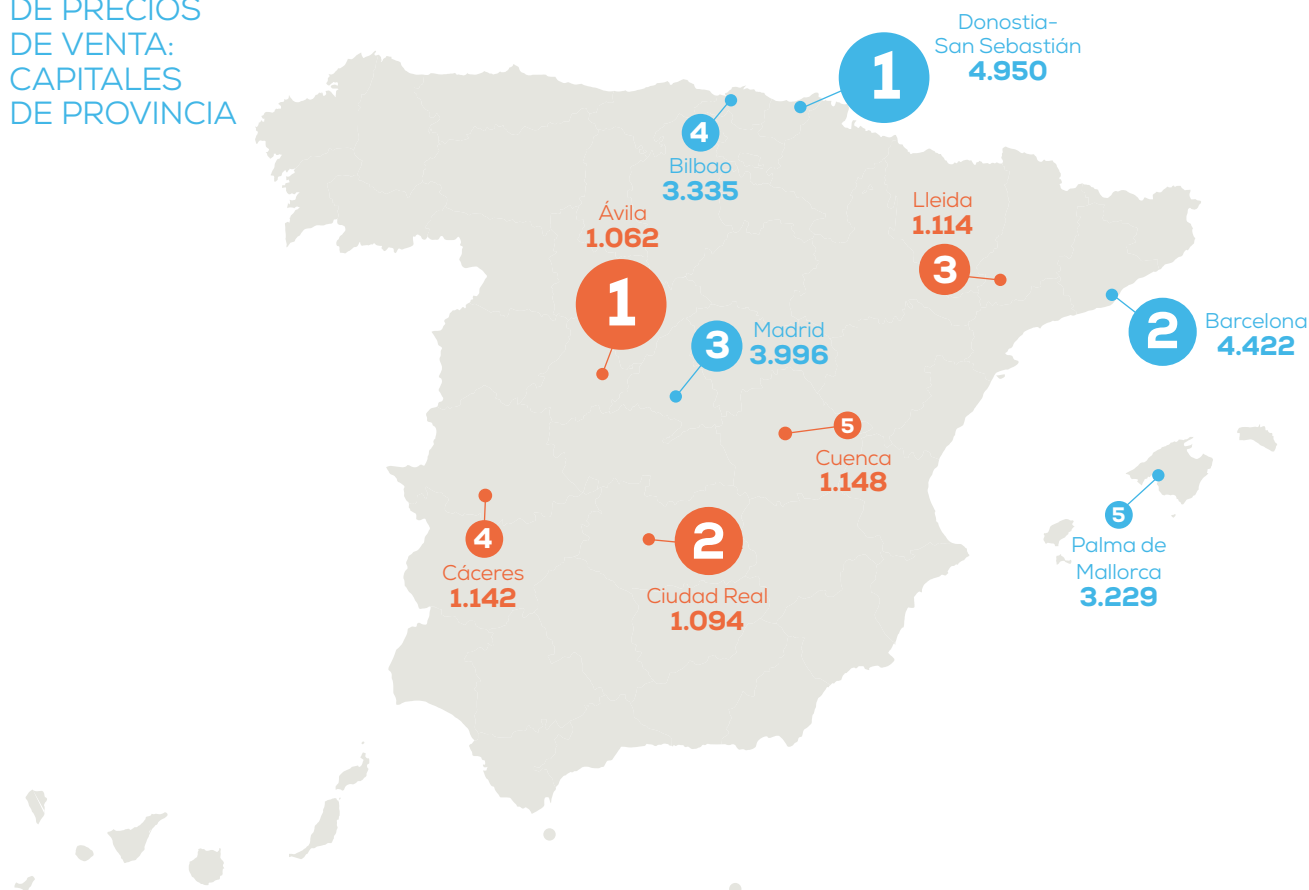 DE PRECIOS
DE VENTA:
CAPITALES
DE PROVINCIA
Donostia-
San Sebastián
4.950
1
4
Bilbao
3.335
Ávila
1.062
1
Lleida
1.114
3
3
Madrid
3.996
2
Barcelona
4.422
5
Cuenca
1.148
4
Cáceres
1.142
2
Ciudad Real
1.094
5
Palma de
Mallorca
3.229